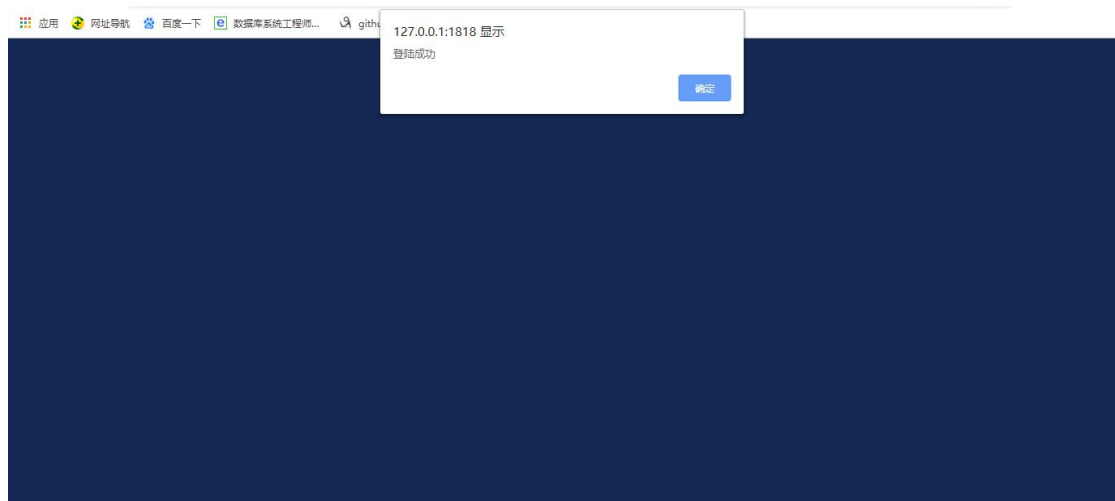 应用 网址导航 百度一下 数据库系统工程师... githu
127.0.0.1:1818 显示
登陆成功
确定